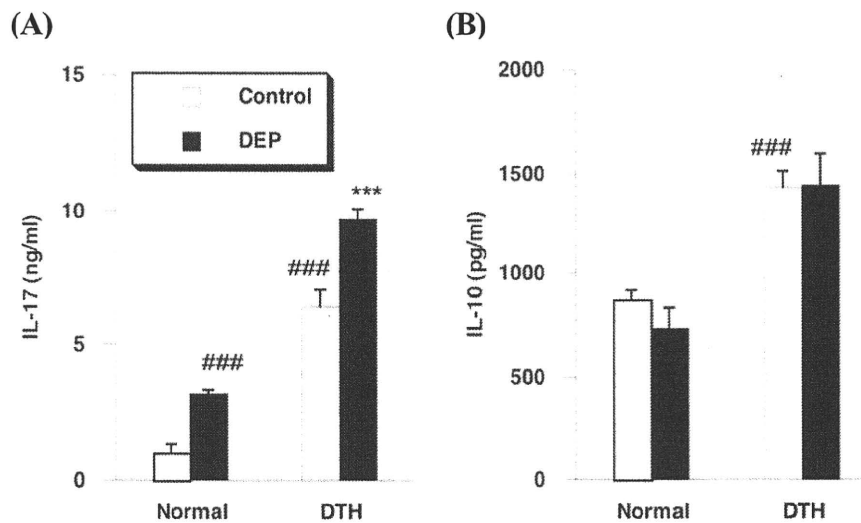 (A)
15
10
5
0
IL-17 (ng/ml)
Control
DEP
###
###
***
Normal
DTH
(B)
2000
1500
1000
500
0
IL-10 (pg/ml)
###
Normal
DTH